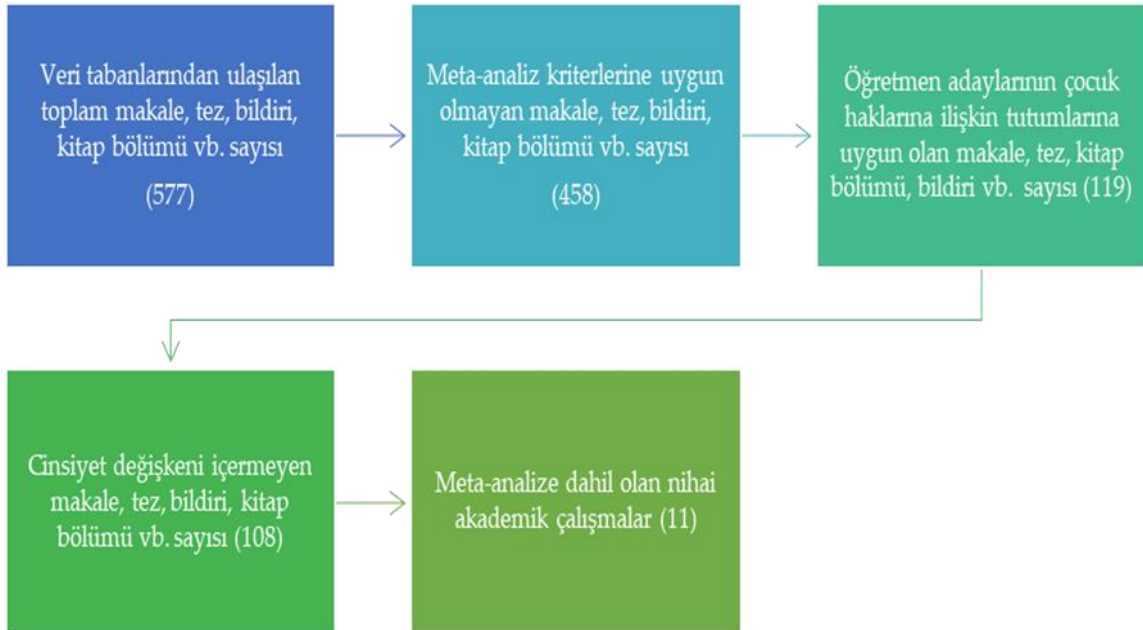 Veri tabanlarından ulaşılan
toplam makale, tez, bildiri,
kitap bölümü vb. sayısı
(577)
Meta-analiz kriterlerine uygun
olmayan makale, tez, bildiri,
kitap bölümü vb. sayısı
(458)
Öğretmen adaylarının çocuk
haklarına ilişkin tutumlarına
uygun olan makale, tez, kitap
bölümü, bildiri vb. sayısı (119)
Cinsiyet değişkeni içermeyen
makale, tez, bildiri, kitap
bölümü vb. sayısı (108)
Meta-analize dahil olan nihai
akademik çalışmalar (11)